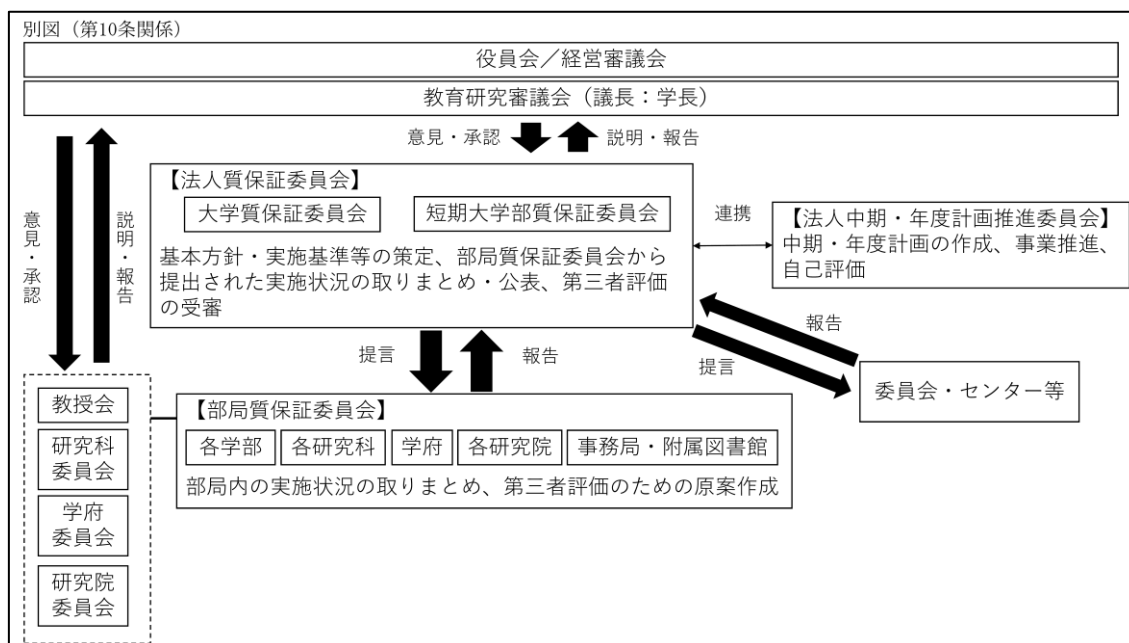 別図（第10条関係）
役員会／経営審議会
教育研究審議会（議長：学長）
意見・承認
説明・報告
意見・承認
説明・報告
【法人質保証委員会】
大学質保証委員会
短期大学部質保証委員会
基本方針・実施基準等の策定、部局質保証委員会から
提出された実施状況の取りまとめ・公表、第三者評価
の受審
連携
【法人中期・年度計画推進委員会】
中期・年度計画の作成、事業推進、
自己評価
提言
報告
報告
提言
委員会・センター等
教授会
研究科
委員会
学府
委員会
研究院
委員会
【部局質保証委員会】
各学部
各研究科
学府
各研究院
事務局・附属図書館
部局内の実施状況の取りまとめ、第三者評価のための原案作成